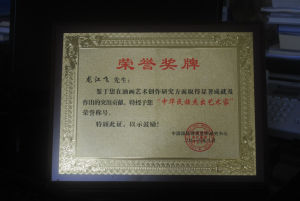 荣誉奖牌
龙江飞 先生：
鉴于您在油画艺术创作研究方面取得显著成就及
作出的突出贡献，特授予您“中华民族杰出艺术家”
荣誉称号。
特颁此证，以示鼓励！